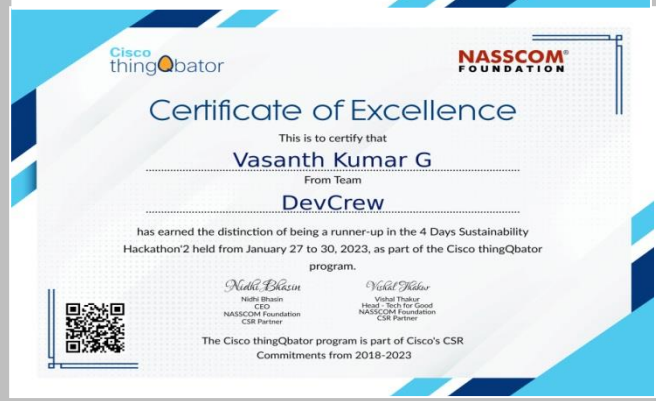 Cisco
thingQbator
NASSCOM®
FOUNDATION
Certificate of Excellence
This is to certify that
Vasanth Kumar G
From Team
DevCrew
has earned the distinction of being a runner-up in the 4 Days Sustainability
Hackathon'2 held from January 27 to 30, 2023, as part of the Cisco thingQbator
program.
Nidhi Bhasin
Nidhi Bhasin
CEO
NASSCOM Foundation
CSR Partner
Vishal Thakur
Vishal Thakur
Head - Tech for Good
NASSCOM Foundation
CSR Partner
The Cisco thingQbator program is part of Cisco's CSR
Commitments from 2018-2023